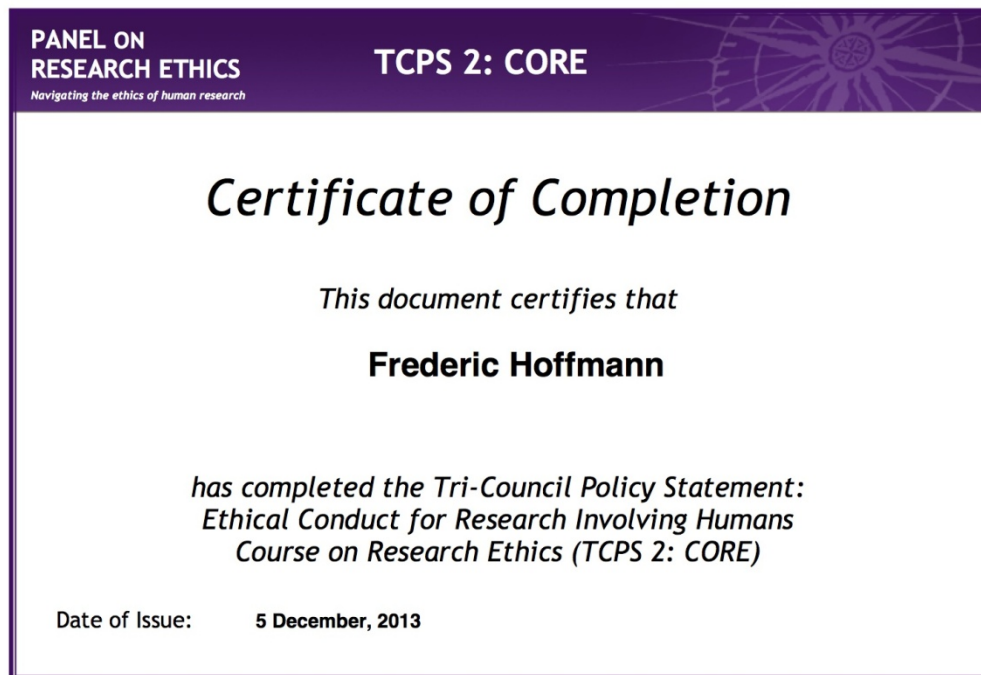 PANEL ON
RESEARCH ETHICS
Navigating the ethics of human research
TCPS 2: CORE
Certificate of Completion
This document certifies that
Frederic Hoffmann
has completed the Tri-Council Policy Statement:
Ethical Conduct for Research Involving Humans
Course on Research Ethics (TCPS 2: CORE)
Date of Issue: 5 December, 2013